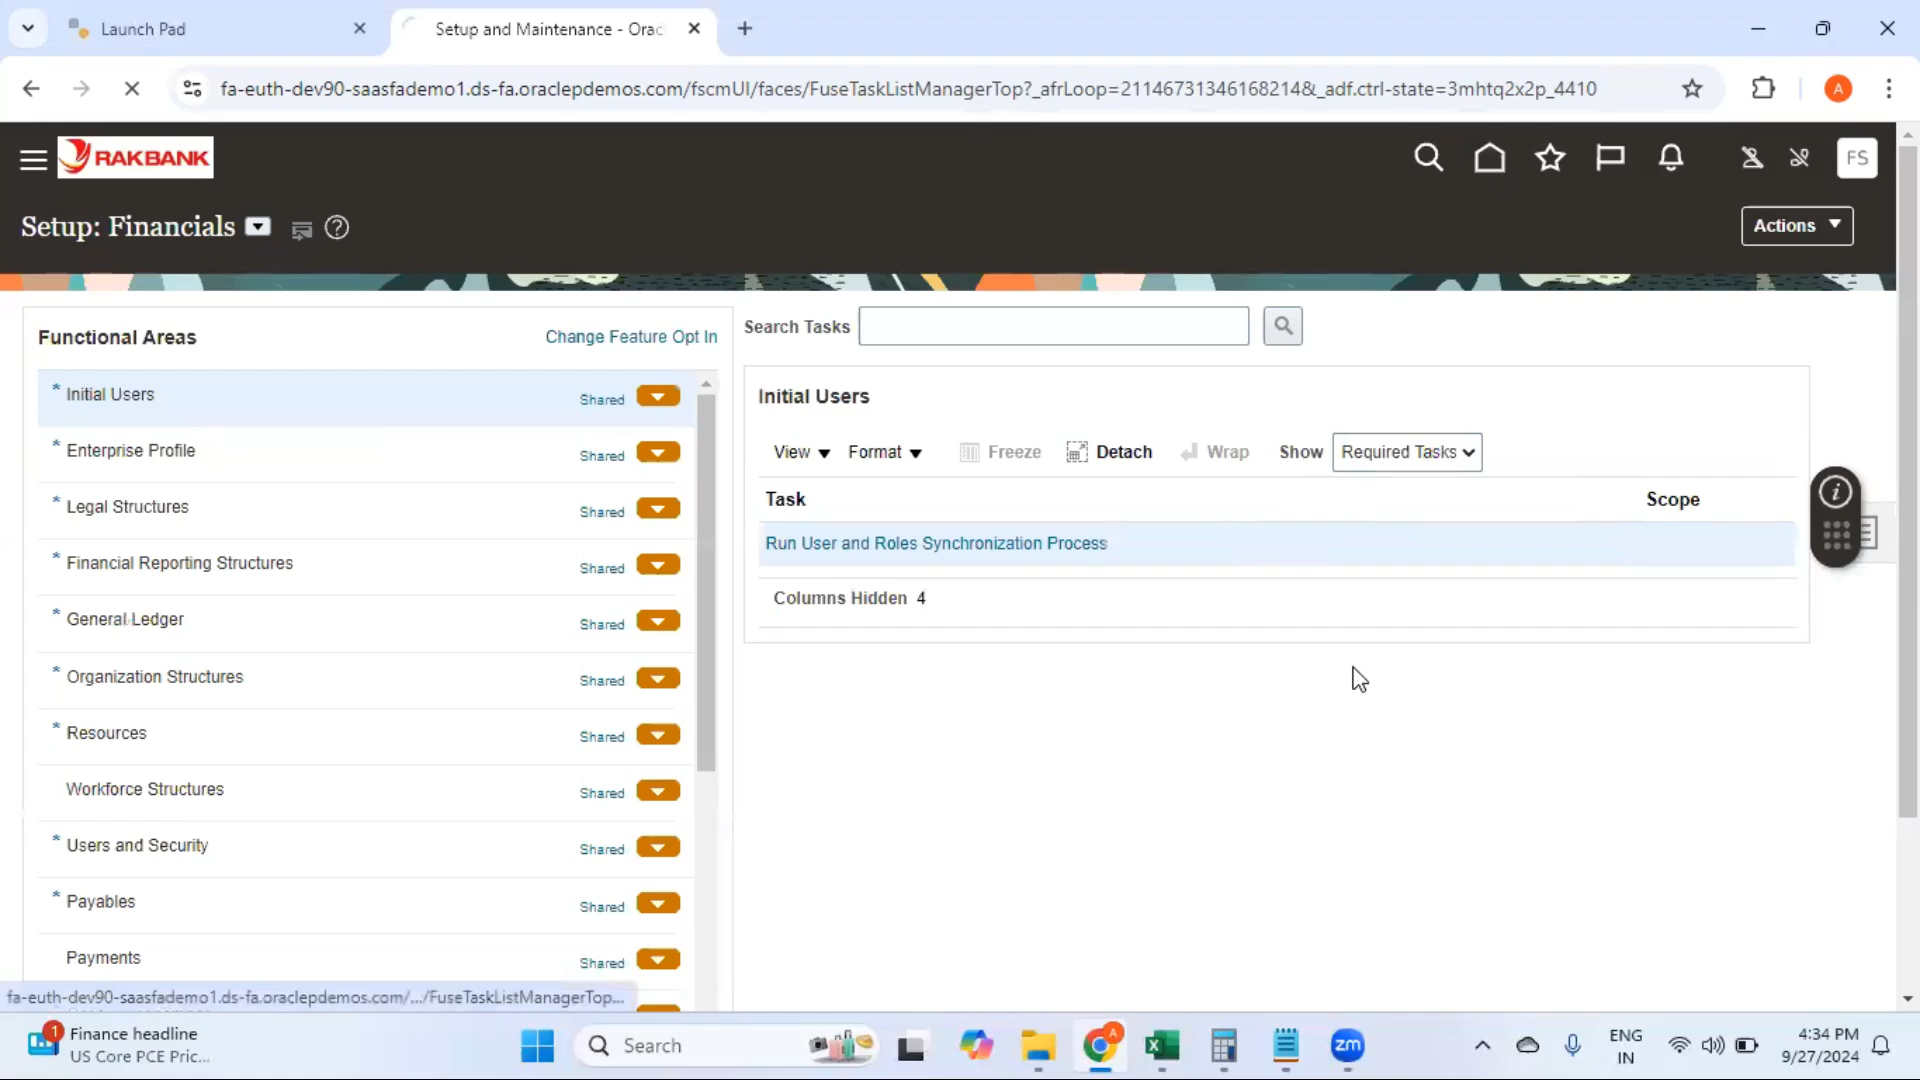 Launch Pad
Setup and Maintenance - Orac
fa-euth-dev90-saasfademo1.ds-fa.oraclepdemos.com/fscmUI/faces/FuseTaskListManagerTop?_afrLoop=21146731346168214&_adf.ctrl-state=3mhtq2x2p_4410
A
RAKBANK
FS
Setup: Financials
Actions
Functional Areas
Change Feature Opt In
Search Tasks
* Initial Users Shared
* Enterprise Profile Shared
* Legal Structures Shared
* Financial Reporting Structures Shared
* General Ledger Shared
* Organization Structures Shared
* Resources Shared
Workforce Structures Shared
* Users and Security Shared
* Payables Shared
Payments Shared
Initial Users
View Format Freeze Detach Wrap Show Required Tasks
Task Scope
Run User and Roles Synchronization Process
Columns Hidden 4
fa-euth-dev90-saasfademo1.ds-fa.oraclepdemos.com/.../FuseTaskListManagerTop...
1
Finance headline
US Core PCE Pric...
Search
A
zm
ENG
IN
4:34 PM
9/27/2024